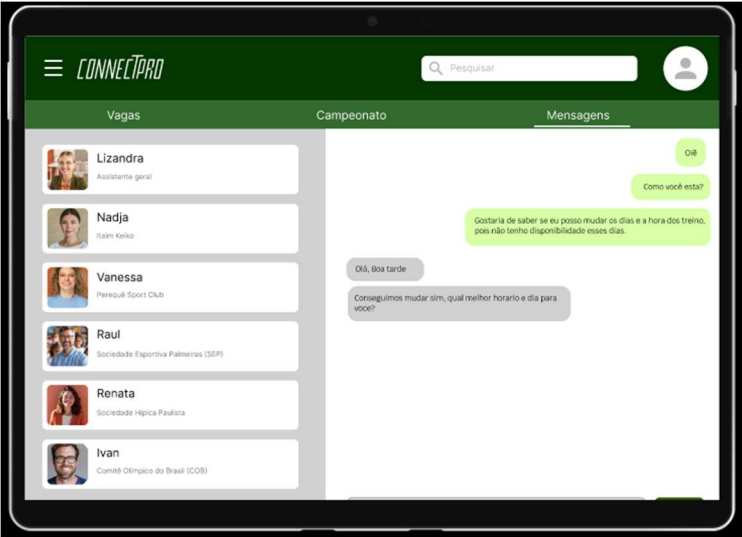 CONNECTPRO
Pesquisar
Vagas
Campeonato
Mensagens
Lizandra
Assistente geral
Nadja
Itaim Keiko
Vanessa
Perequê Sport Club
Raul
Sociedade Esportiva Palmeiras (SEP)
Renata
Sociedade Hípica Paulista
Ivan
Comitê Olímpico do Brasil (COB)
Oiê
Como você esta?
Gostaria de saber se eu posso mudar os dias e a hora dos treino,
pois não tenho disponibilidade esses dias.
Olá, Boa tarde
Conseguimos mudar sim, qual melhor horario e dia para
voce?